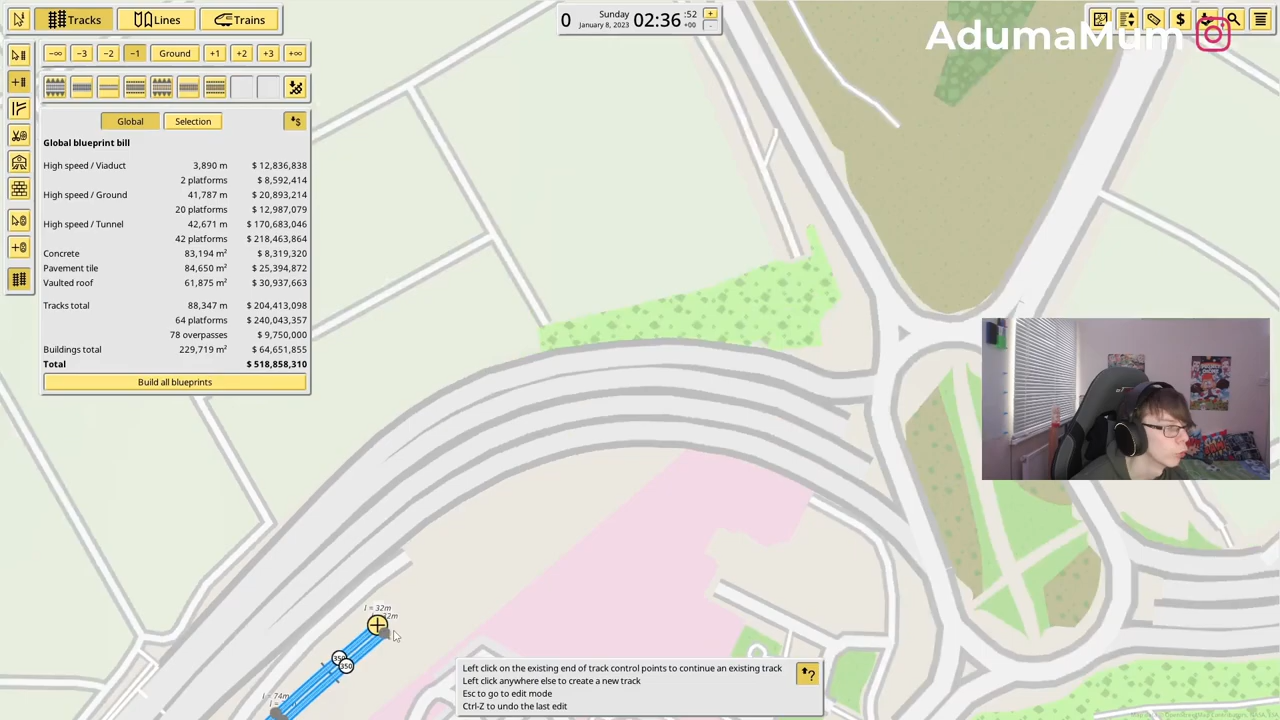 Tracks Lines Trains
0 Sunday January 8, 2023 02:36 :52 +00 + −
$
AdumaMum
−∞ −3 −2 −1 Ground +1 +2 +3 +∞
Global Selection $
Global blueprint bill
High speed / Viaduct 3,890 m $ 12,836,838
2 platforms $ 8,592,414
High speed / Ground 41,787 m $ 20,893,214
20 platforms $ 12,987,079
High speed / Tunnel 42,671 m $ 170,683,046
42 platforms $ 218,463,864
Concrete 83,194 m² $ 8,319,320
Pavement tile 84,650 m² $ 25,394,872
Vaulted roof 61,875 m² $ 30,937,663
Tracks total 88,347 m $ 204,413,098
64 platforms $ 240,043,357
78 overpasses $ 9,750,000
Buildings total 229,719 m² $ 64,651,855
Total $ 518,858,310
Build all blueprints
l = 32m
350
l = 74m
Left click on the existing end of track control points to continue an existing track
Left click anywhere else to create a new track
Esc to go to edit mode
Ctrl-Z to undo the last edit
?